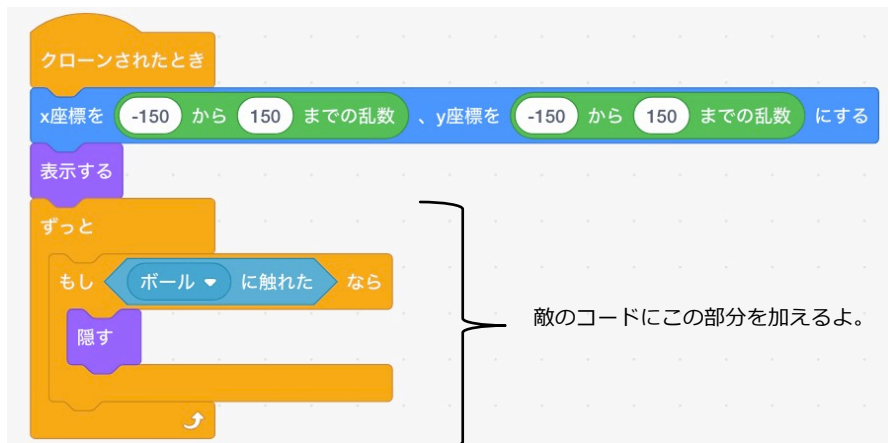 クローンされたとき
x座標を -150 から 150 までの乱数 、y座標を -150 から 150 までの乱数 にする
表示する
ずっと
もし ボール に触れた なら
隠す
敵のコードにこの部分を加えるよ。